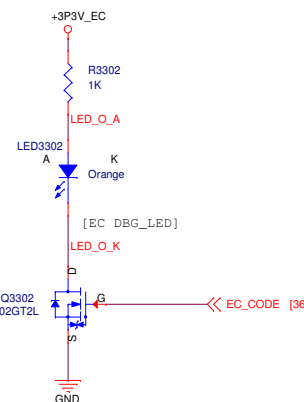 +3P3V_EC
R3302
1K
LED_O_A
LED3302
A
K
Orange
[EC DBG_LED]
LED_O_K
D
Q3302
02GT2L
G
EC_CODE [36
S
GND